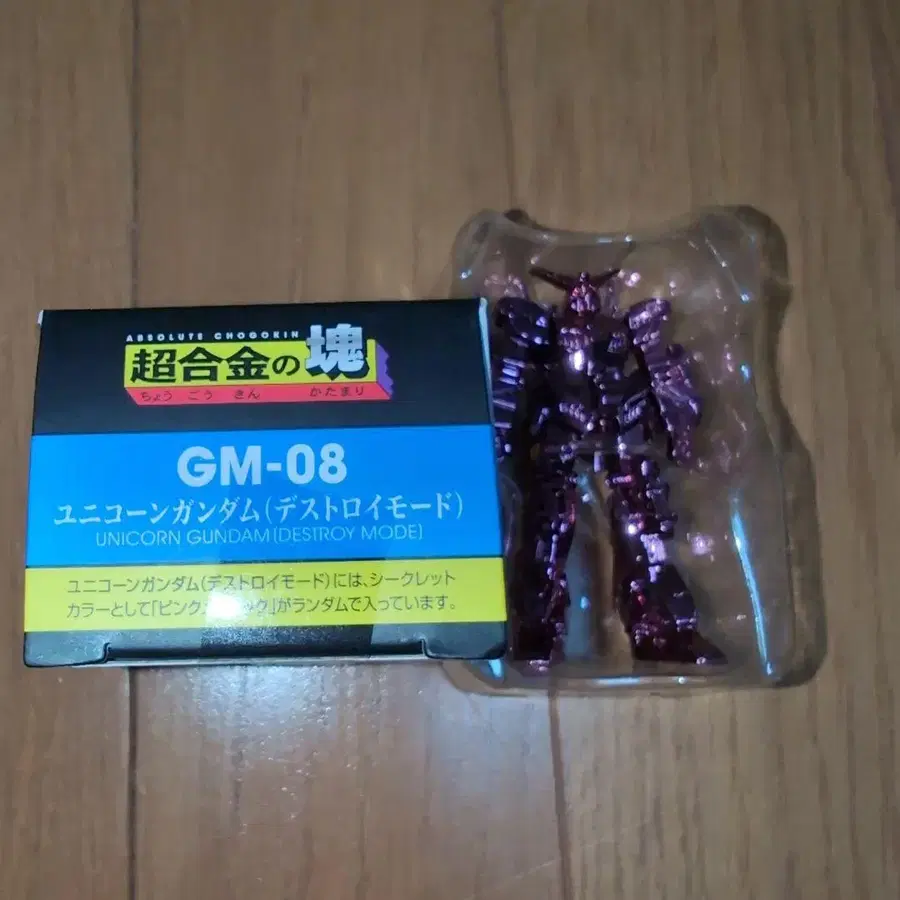 ABSOLUTE CHOGOKIN
超合金の塊
ちょう ごう きん かたまり
GM-08
ユニコーンガンダム(デストロイモード)
UNICORN GUNDAM[DESTROY MODE]
ユニコーンガンダム(デストロイモード)には、シークレット
カラーとして「ピンク ック」がランダムで入っています。